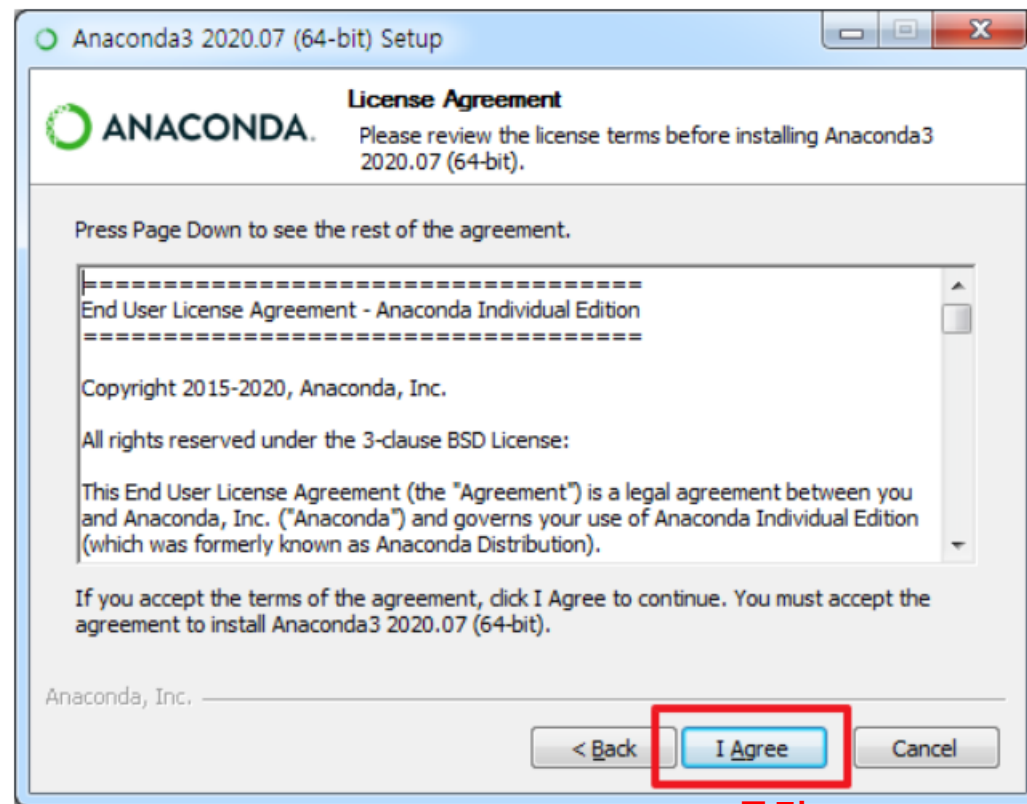 Anaconda3 2020.07 (64-bit) Setup
ANACONDA.
License Agreement
Please review the license terms before installing Anaconda3
2020.07 (64-bit).
Press Page Down to see the rest of the agreement.
===================================
End User License Agreement - Anaconda Individual Edition
===================================
Copyright 2015-2020, Anaconda, Inc.
All rights reserved under the 3-clause BSD License:
This End User License Agreement (the "Agreement") is a legal agreement between you
and Anaconda, Inc. ("Anaconda") and governs your use of Anaconda Individual Edition
(which was formerly known as Anaconda Distribution).
If you accept the terms of the agreement, click I Agree to continue. You must accept the
agreement to install Anaconda3 2020.07 (64-bit).
Anaconda, Inc.
< Back
I Agree
Cancel